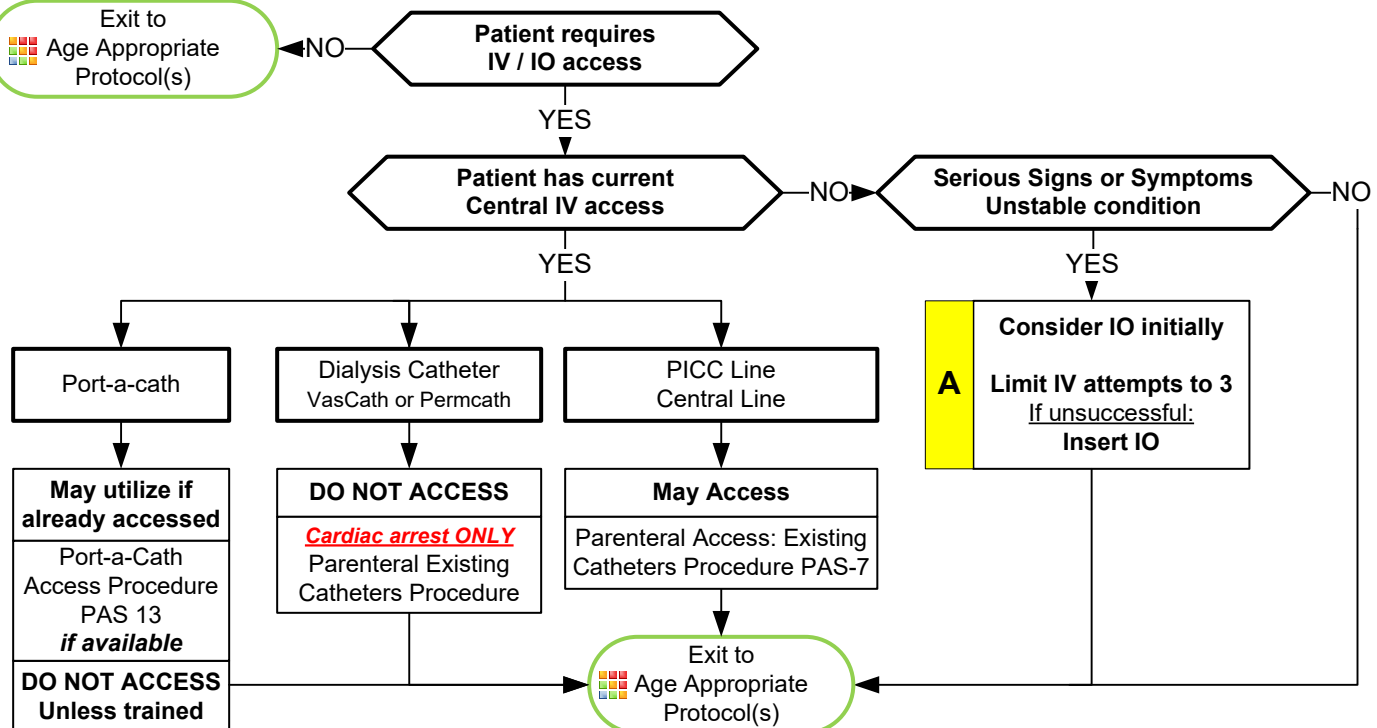 Exit to
Age Appropriate
Protocol(s)
NO
Patient requires
IV / IO access
YES
Patient has current
Central IV access
NO
Serious Signs or Symptoms
Unstable condition
NO
YES
YES
Port-a-cath
Dialysis Catheter
VasCath or Permcath
PICC Line
Central Line
A
Consider IO initially
Limit IV attempts to 3
If unsuccessful:
Insert IO
May utilize if
already accessed
Port-a-Cath
Access Procedure
PAS 13
if available
DO NOT ACCESS
Unless trained
DO NOT ACCESS
Cardiac arrest ONLY
Parenteral Existing
Catheters Procedure
May Access
Parenteral Access: Existing
Catheters Procedure PAS-7
Exit to
Age Appropriate
Protocol(s)